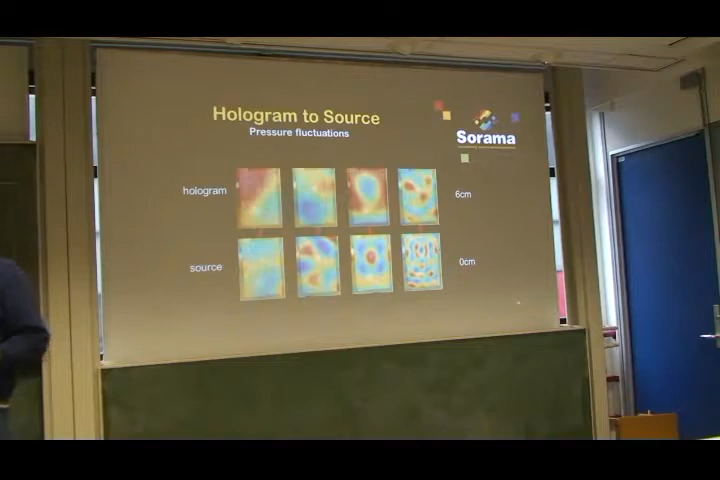 Hologram to Source
Pressure fluctuations
Sorama
hologram
6cm
source
0cm